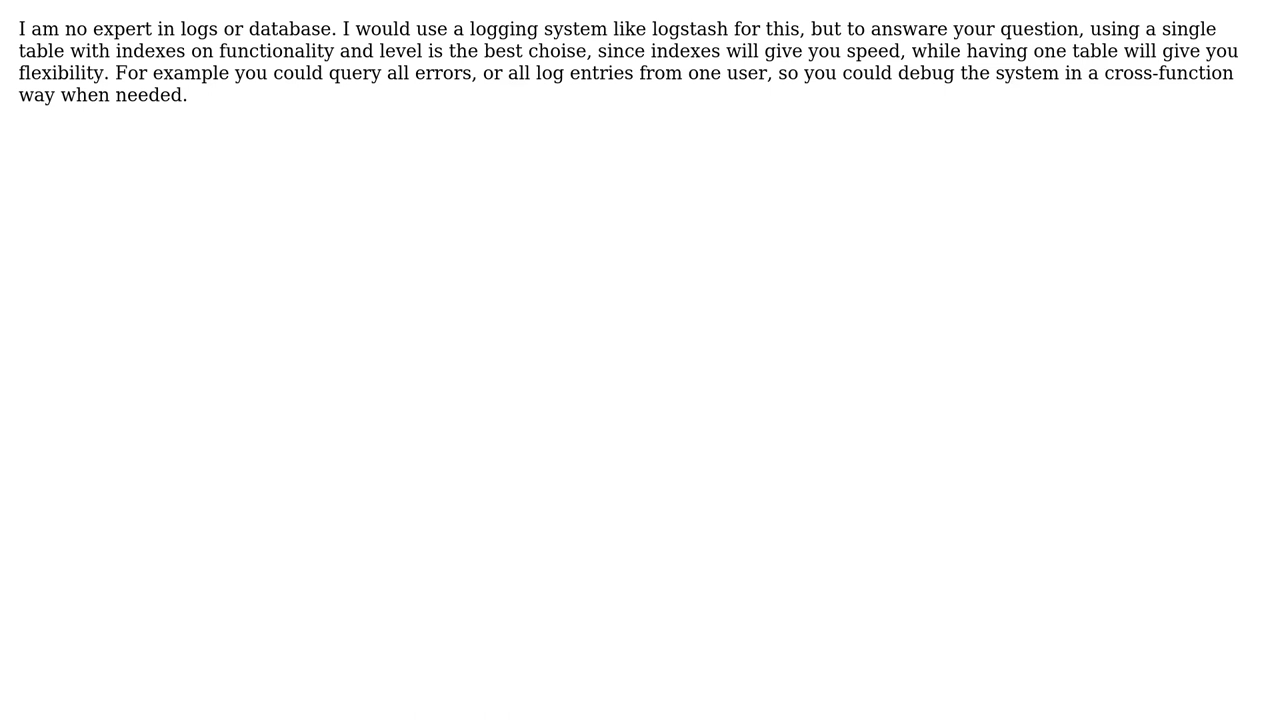 I am no expert in logs or database. I would use a logging system like logstash for this, but to answare your question, using a single
table with indexes on functionality and level is the best choise, since indexes will give you speed, while having one table will give you
flexibility. For example you could query all errors, or all log entries from one user, so you could debug the system in a cross-function
way when needed.